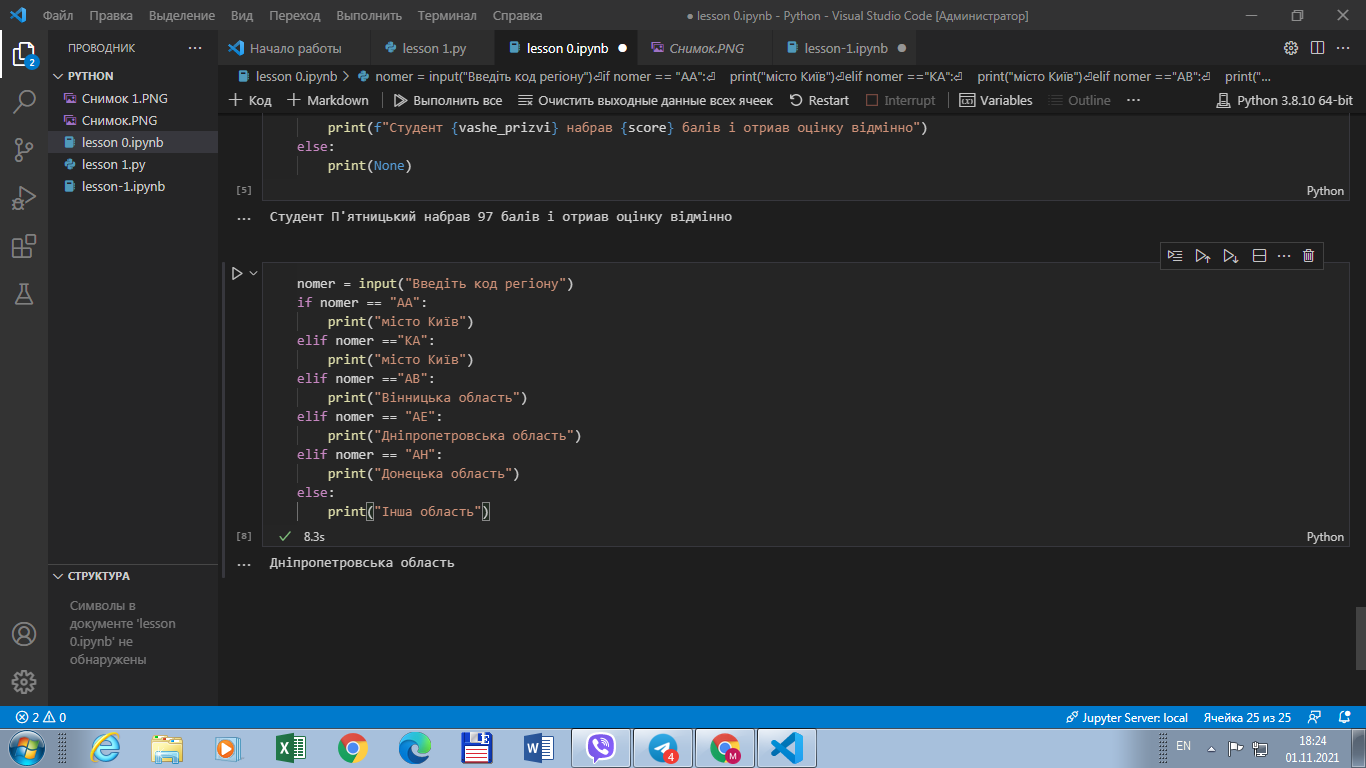 Файл Правка Выделение Вид Переход Выполнить Терминал Справка
● lesson 0.ipynb - Python - Visual Studio Code [Администратор]
ПРОВОДНИК ...
PYTHON
Снимок 1.PNG
Снимок.PNG
lesson 0.ipynb
lesson 1.py
lesson-1.ipynb
2
СТРУКТУРА
Символы в
документе 'lesson
0.ipynb' не
обнаружены
Начало работы lesson 1.py lesson 0.ipynb ● Снимок.PNG lesson-1.ipynb ●
lesson 0.ipynb > nomer = input("Введіть код регіону")⏎if nomer == "AA":⏎ print("місто Київ")⏎elif nomer =="KA":⏎ print("місто Київ")⏎elif nomer =="AB":⏎ print("...
+ Код + Markdown Выполнить все Очистить выходные данные всех ячеек Restart Interrupt Variables Outline ... Python 3.8.10 64-bit
print(f"Студент {vashe_prizvi} набрав {score} балів і отриав оцінку відмінно")
else:
print(None)
[5] Python
... Студент П'ятницький набрав 97 балів і отриав оцінку відмінно
nomer = input("Введіть код регіону")
if nomer == "AA":
print("місто Київ")
elif nomer =="KA":
print("місто Київ")
elif nomer =="AB":
print("Вінницька область")
elif nomer == "AE":
print("Дніпропетровська область")
elif nomer == "AH":
print("Донецька область")
else:
print("Інша область")
[8] ✓ 8.3s Python
... Дніпропетровська область
2 0 Jupyter Server: local Ячейка 25 из 25
4 M EN 18:24
01.11.2021